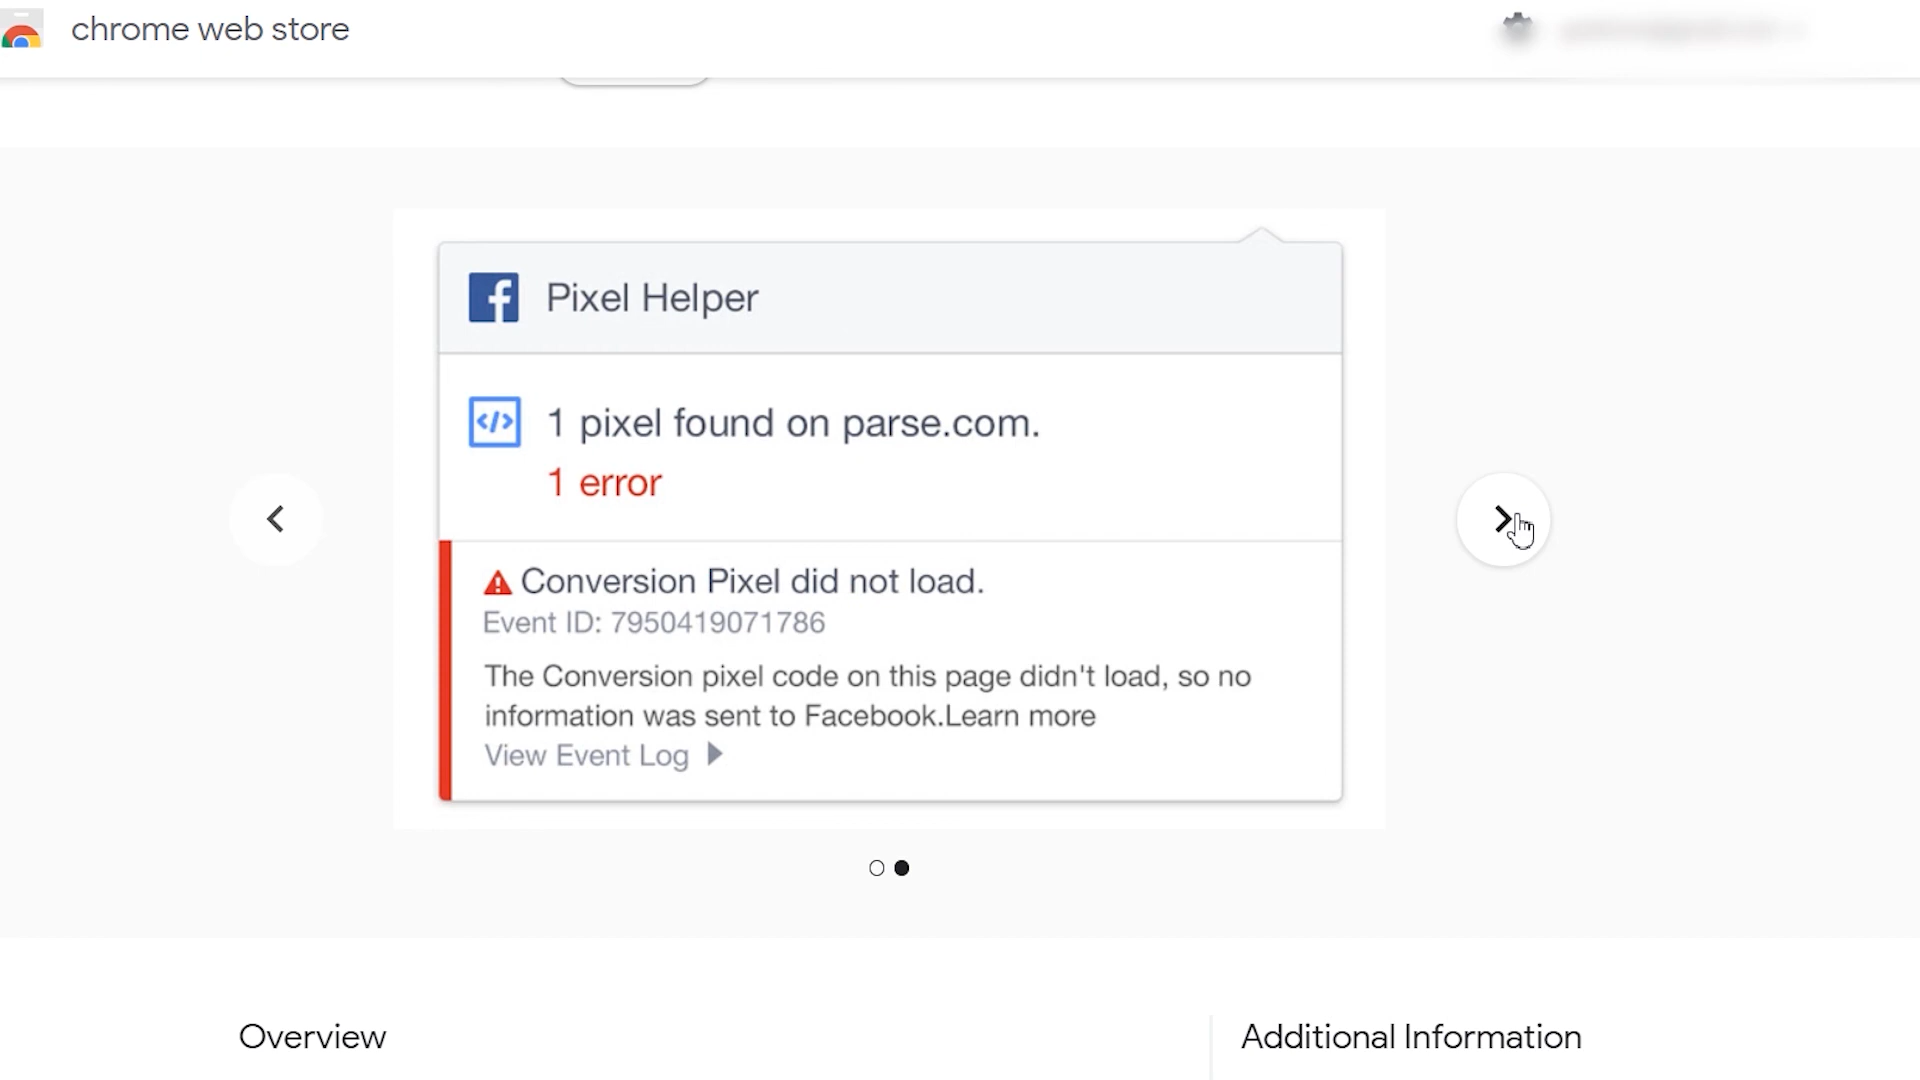 chrome web store
Pixel Helper
1 pixel found on parse.com.
1 error
Conversion Pixel did not load.
Event ID: 7950419071786
The Conversion pixel code on this page didn't load, so no
information was sent to Facebook.Learn more
View Event Log
Overview
Additional Information